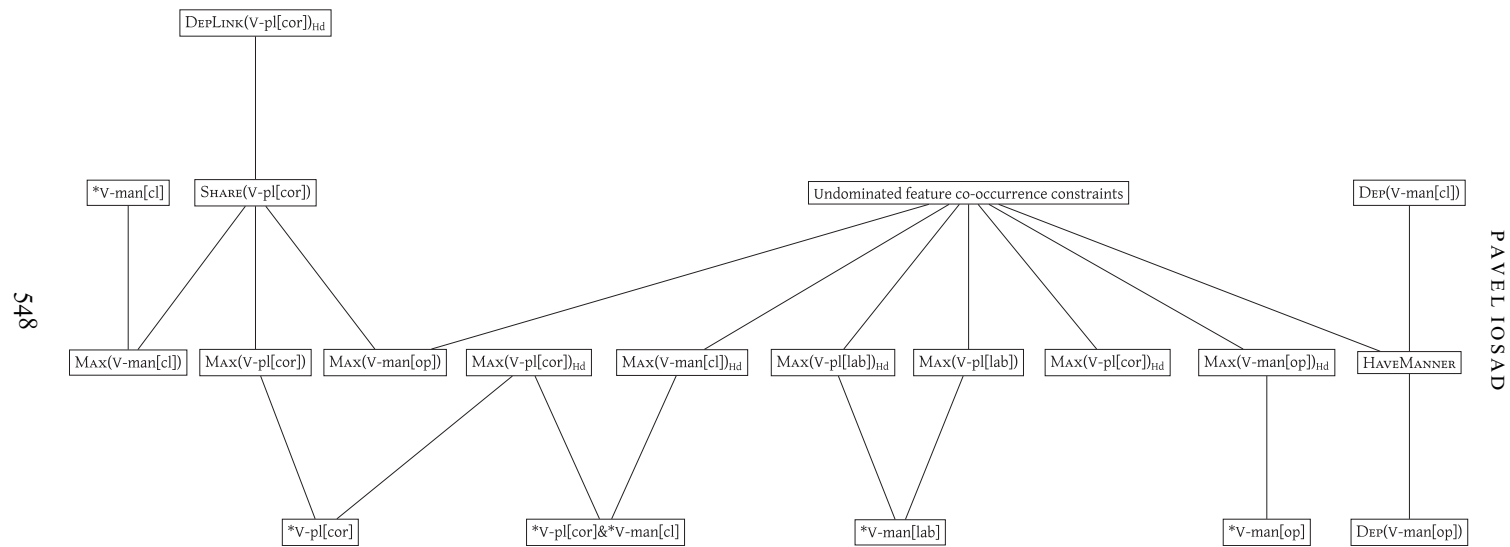 DepLink(V-pl[cor])Hd
*V-man[cl]
Share(V-pl[cor])
Undominated feature co-occurrence constraints
Dep(V-man[cl])
Max(V-man[cl])
Max(V-pl[cor])
Max(V-man[op])
Max(V-pl[cor])Hd
Max(V-man[cl])Hd
Max(V-pl[lab])Hd
Max(V-pl[lab])
Max(V-pl[cor])Hd
Max(V-man[op])Hd
HaveManner
*V-pl[cor]
*V-pl[cor]&*V-man[cl]
*V-man[lab]
*V-man[op]
Dep(V-man[op])
548
PAVEL IOSAD